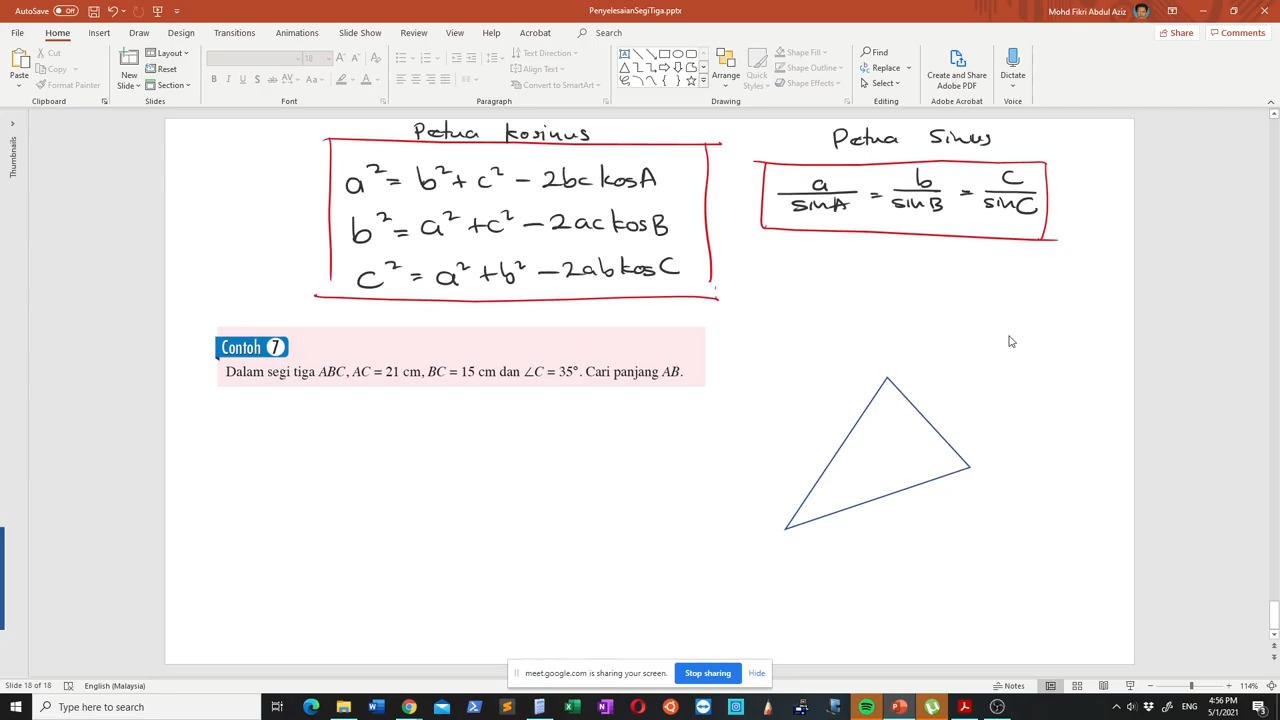 AutoSave Off
PenyelesaianSegiTiga.pptx
Mohd Fikri Abdul Aziz
File Home Insert Draw Design Transitions Animations Slide Show Review View Help Acrobat Search Share Comments
Paste Cut Copy Format Painter
New Slide Layout Reset Section
18
Text Direction Align Text Convert to SmartArt
Arrange Quick Styles Shape Fill Shape Outline Shape Effects
Find Replace Select
Create and Share Adobe PDF
Dictate
Clipboard Slides Font Paragraph Drawing Editing Adobe Acrobat Voice
Thumbnails
Petua kosinus
a² = b² + c² - 2bc kosA
b² = a² + c² - 2ac kosB
c² = a² + b² - 2ab kosC
Petua Sinus
a/sinA = b/sinB = c/sinC
Contoh 7
Dalam segi tiga ABC, AC = 21 cm, BC = 15 cm dan ∠C = 35°. Cari panjang AB.
meet.google.com is sharing your screen. Stop sharing Hide
Slide 18 of 18 English (Malaysia) Notes 114%
Type here to search
4:56 PM
5/1/2021